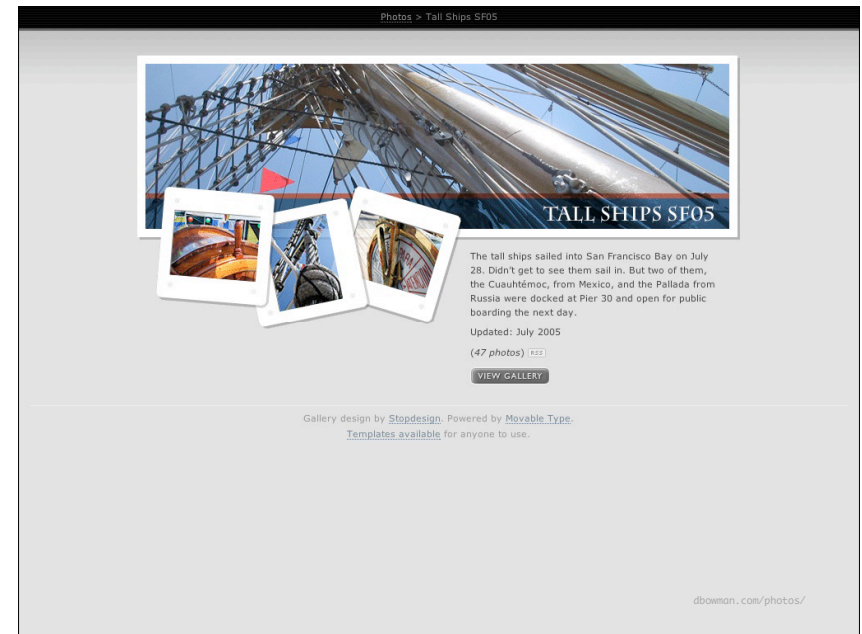 Photos > Tall Ships SF05
TALL SHIPS SF05
The tall ships sailed into San Francisco Bay on July
28. Didn't get to see them sail in. But two of them,
the Cuauhtémoc, from Mexico, and the Pallada from
Russia were docked at Pier 30 and open for public
boarding the next day.
Updated: July 2005
(47 photos) RSS
VIEW GALLERY
Gallery design by Stopdesign. Powered by Movable Type.
Templates available for anyone to use.
dbowman.com/photos/